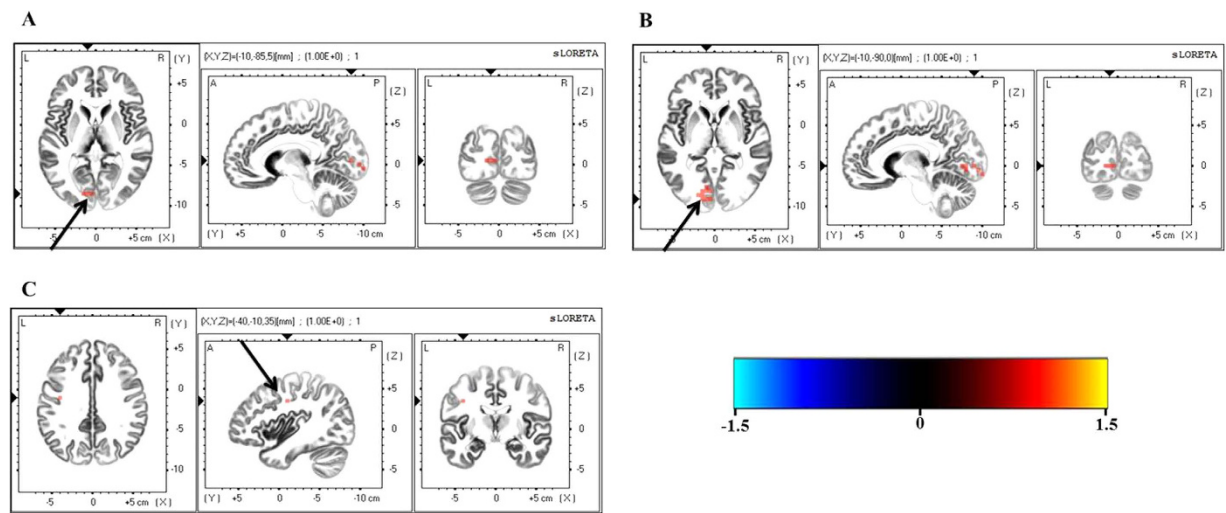 A
(X,Y,Z)=(-10,-85,5)[mm] ; (1.00E+0) ; 1
sLORETA
L R (Y)
+5
0
-5
-10
-5 0 +5 cm (X)
A P (Z)
+5
0
-5
(Y) +5 0 -5 -10 cm
L R (Z)
+5
0
-5
-5 0 +5 cm (X)
B
(X,Y,Z)=(-10,-90,0)[mm] ; (1.00E+0) ; 1
sLORETA
L R (Y)
+5
0
-5
-10
0 +5 cm (X)
A P (Z)
+5
0
-5
(Y) +5 0 -5 -10 cm
L R (Z)
+5
0
-5
-5 0 +5 cm (X)
C
(X,Y,Z)=(-40,-10,35)[mm] ; (1.00E+0) ; 1
sLORETA
L R (Y)
+5
0
-5
-10
-5 0 +5 cm (X)
A P (Z)
+5
0
-5
(Y) +5 0 -5 -10 cm
L R (Z)
+5
0
-5
-5 0 +5 cm (X)
-1.5 0 1.5